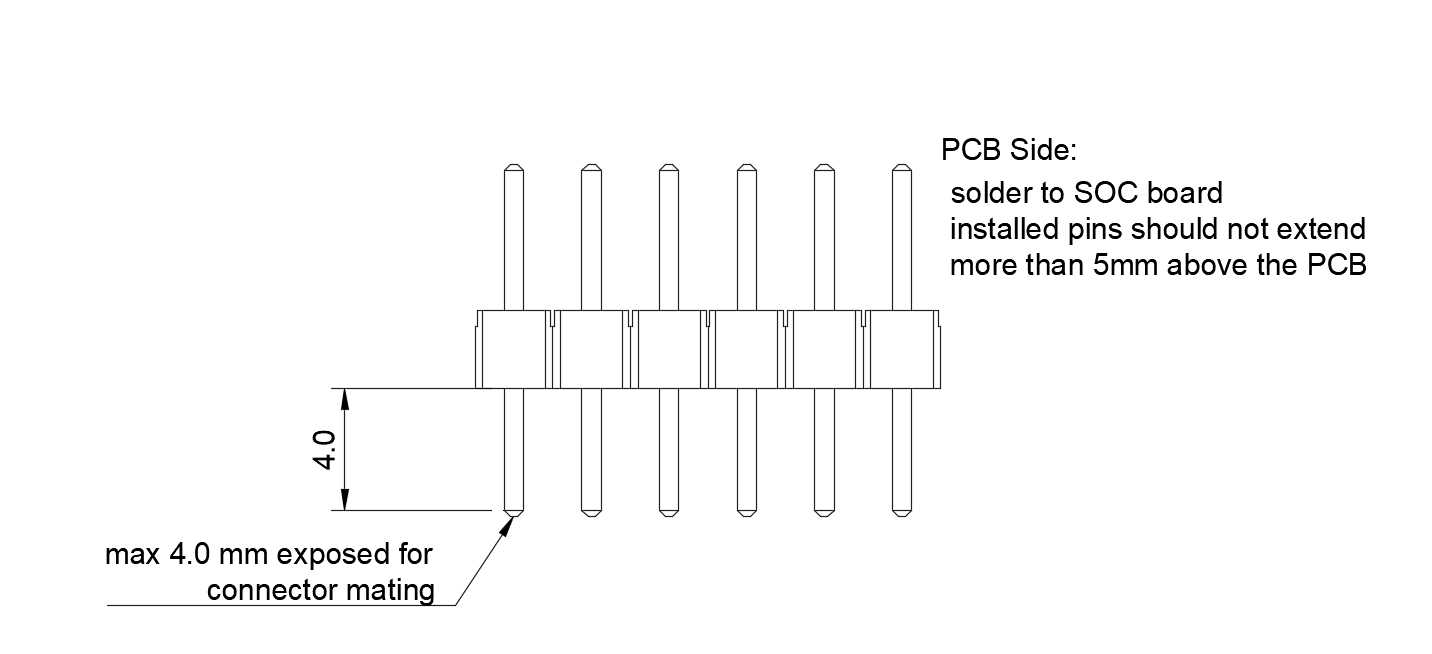 PCB Side:
solder to SOC board
installed pins should not extend
more than 5mm above the PCB
4.0
max 4.0 mm exposed for
connector mating